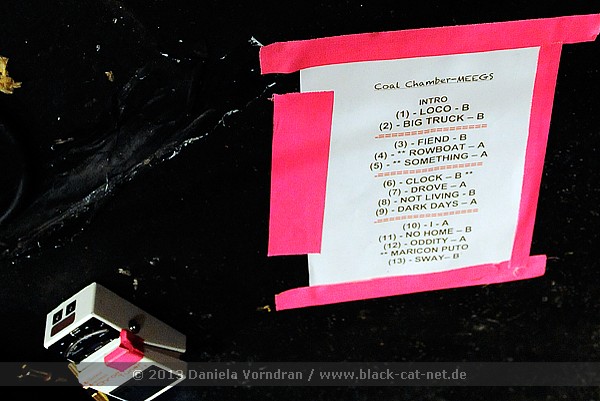 Coal Chamber-MEEGS
INTRO
(1) - LOCO - B
(2) - BIG TRUCK – B
-=================
(3) - FIEND - B
(4) - ** ROWBOAT – A
(5) - ** SOMETHING – A
-=================
(6) - CLOCK – B **
(7) - DROVE – A
(8) - NOT LIVING - B
(9) - DARK DAYS – A
-=================
(10) - I - A
(11) - NO HOME – B
(12) - ODDITY – A
** MARICON PUTO
(13) - SWAY– B
© 2013 Daniela Vorndran / www.black-cat-net.de